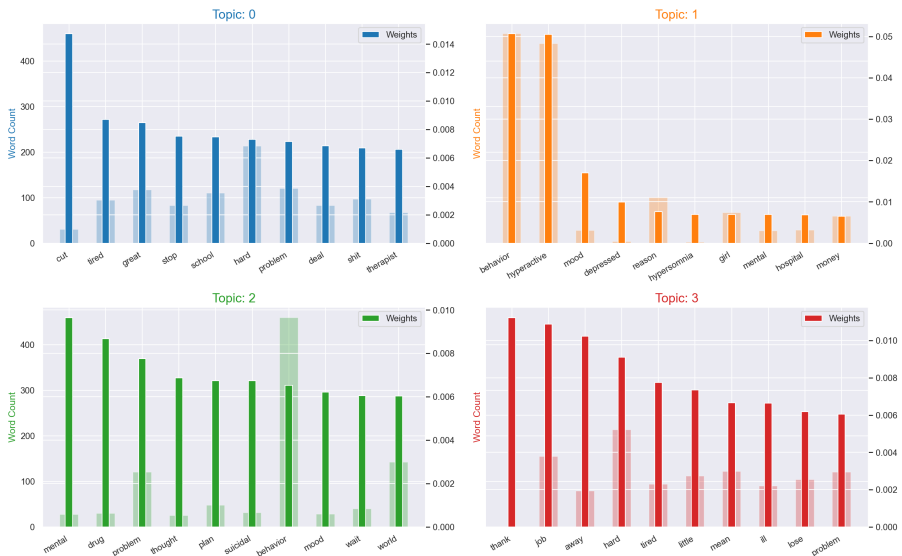 Topic: 0
Word Count
400
300
200
100
0
Weights
0.014
0.012
0.010
0.008
0.006
0.004
0.002
0.000
cut tired great stop school hard problem deal shit therapist
Topic: 1
Word Count
Weights
0.05
0.04
0.03
0.02
0.01
0.00
behavior hyperactive mood depressed reason hypersomnia girl mental hospital money
Topic: 2
Word Count
400
300
200
100
0
Weights
0.010
0.008
0.006
0.004
0.002
0.000
mental drug problem thought plan suicidal behavior mood wait world
Topic: 3
Word Count
Weights
0.010
0.008
0.006
0.004
0.002
0.000
thank job away hard tired little mean ill lose problem